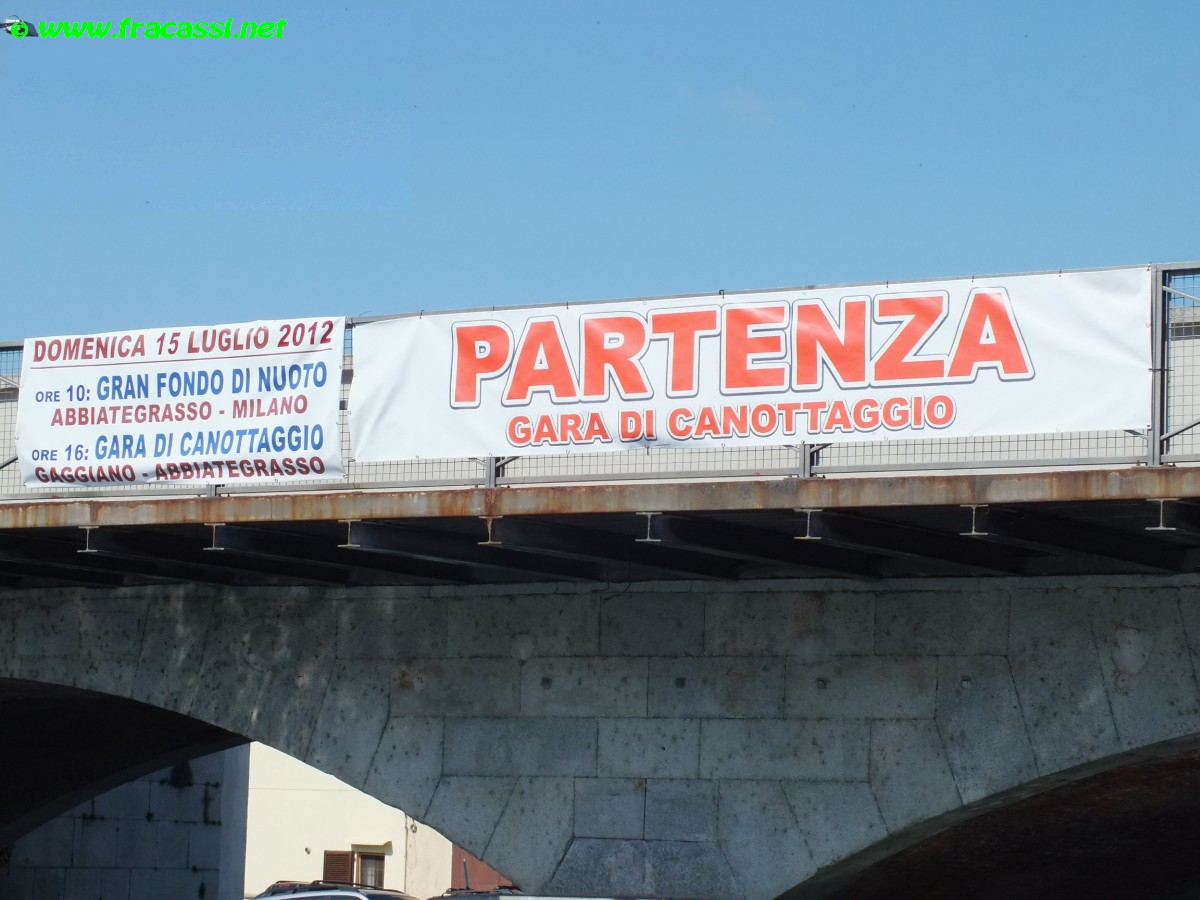 © www.fracassi.net
DOMENICA 15 LUGLIO 2012
ORE 10: GRAN FONDO DI NUOTO
ABBIATEGRASSO - MILANO
ORE 16: GARA DI CANOTTAGGIO
GAGGIANO - ABBIATEGRASSO
PARTENZA
GARA DI CANOTTAGGIO